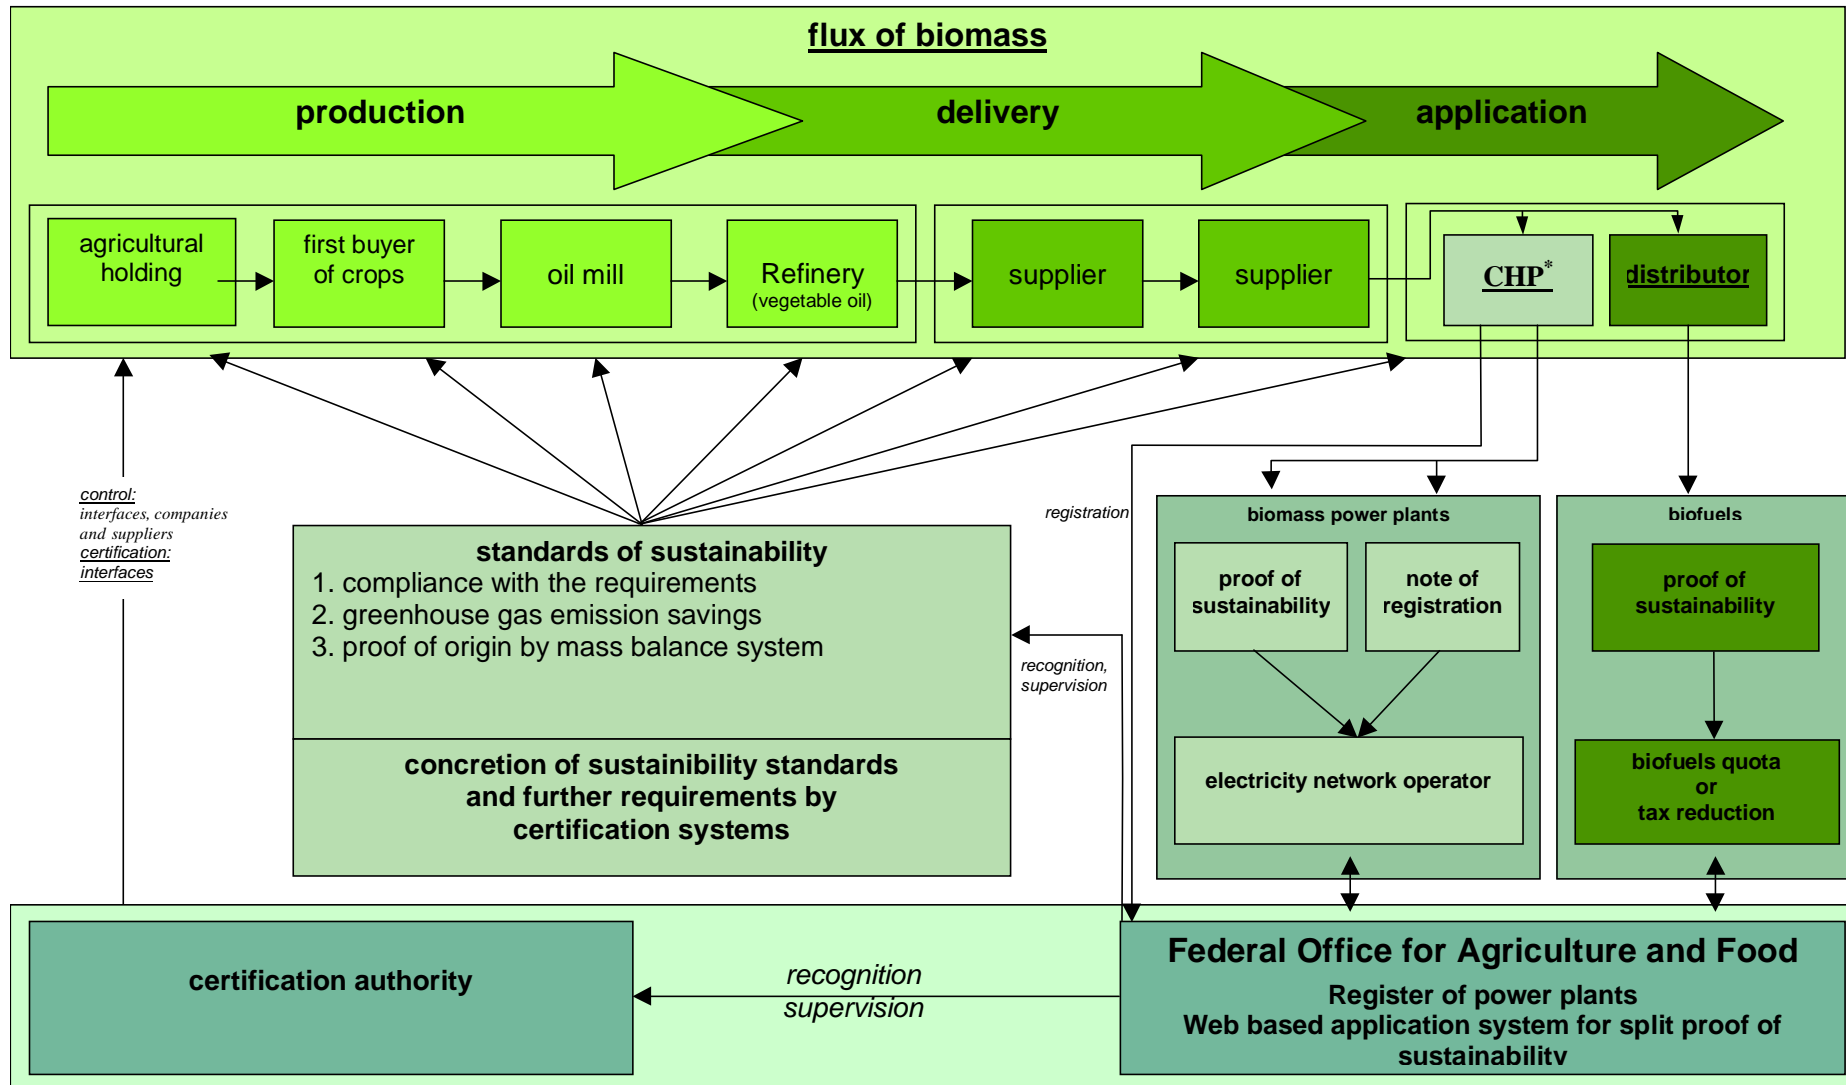 flux of biomass
production
delivery
application
agricultural
holding
first buyer
of crops
oil mill
Refinery
(vegetable oil)
supplier
supplier
CHP*
distributor
control:
interfaces, companies
and suppliers
certification:
interfaces
registration
standards of sustainability
1. compliance with the requirements
2. greenhouse gas emission savings
3. proof of origin by mass balance system
recognition,
supervision
concretion of sustainibility standards
and further requirements by
certification systems
biomass power plants
proof of
sustainability
note of
registration
electricity network operator
biofuels
proof of
sustainability
biofuels quota
or
tax reduction
certification authority
recognition
supervision
Federal Office for Agriculture and Food
Register of power plants
Web based application system for split proof of
sustainability